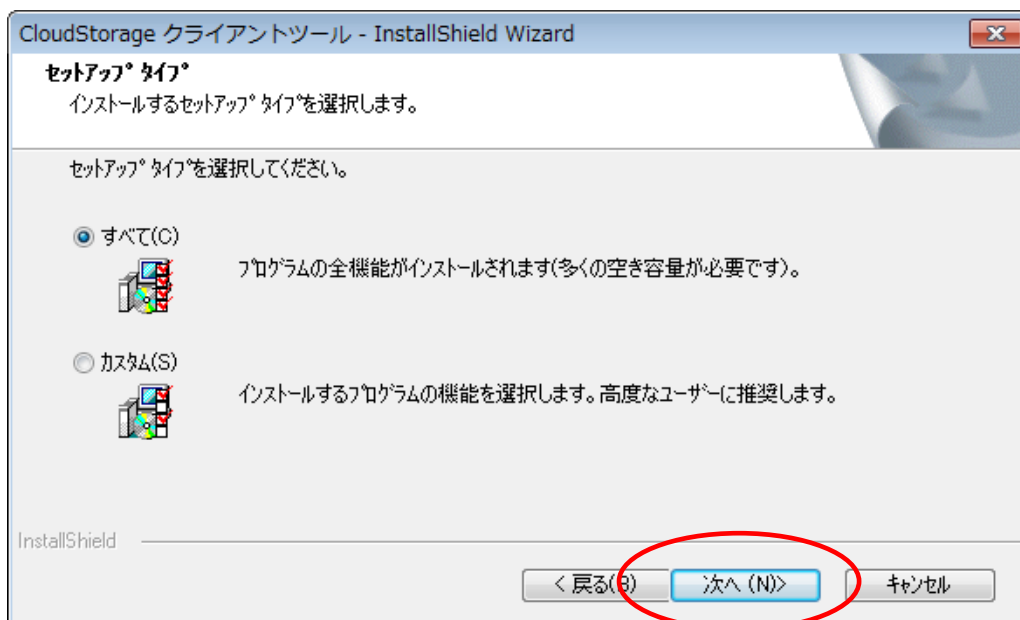 CloudStorage クライアントツール - InstallShield Wizard
セットアップ タイプ
インストールするセットアップ タイプを選択します。
セットアップ タイプを選択してください。
すべて(C)
プログラムの全機能がインストールされます(多くの空き容量が必要です)。
カスタム(S)
インストールするプログラムの機能を選択します。高度なユーザーに推奨します。
InstallShield
< 戻る(B) 次へ (N)> キャンセル